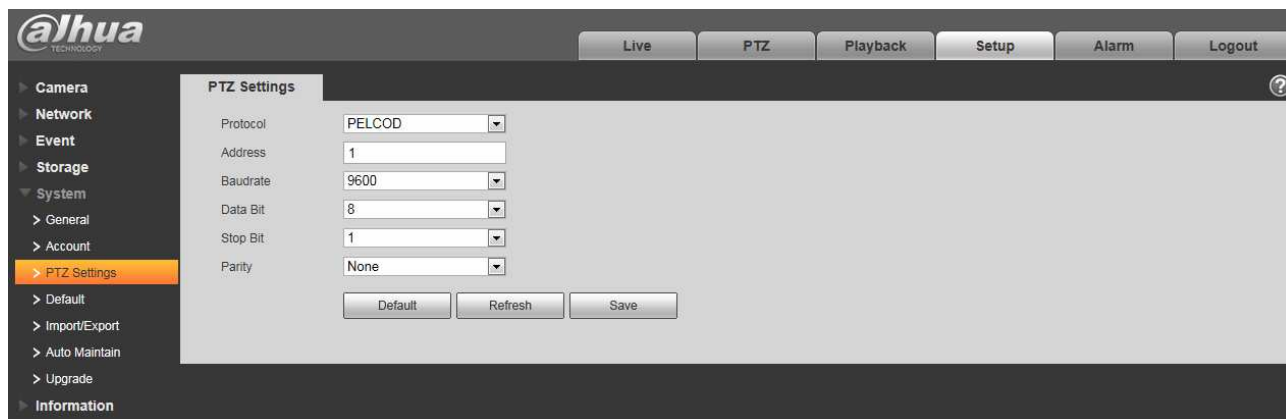 alhua
TECHNOLOGY
Live PTZ Playback Setup Alarm Logout
Camera
Network
Event
Storage
System
> General
> Account
> PTZ Settings
> Default
> Import/Export
> Auto Maintain
> Upgrade
Information
PTZ Settings
?
Protocol PELCOD
Address 1
Baudrate 9600
Data Bit 8
Stop Bit 1
Parity None
Default Refresh Save